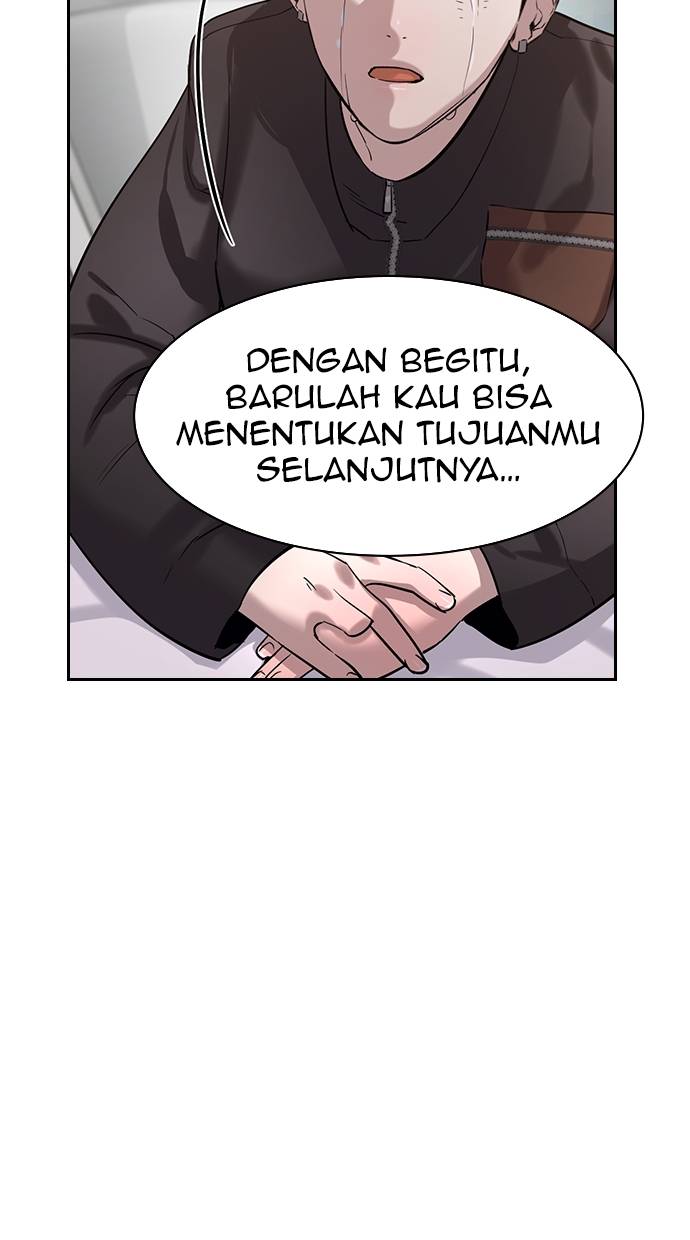 DENGAN BEGITU,
BARULAH KAU BISA
MENENTUKAN TUJUANMU
SELANJUTNYA...